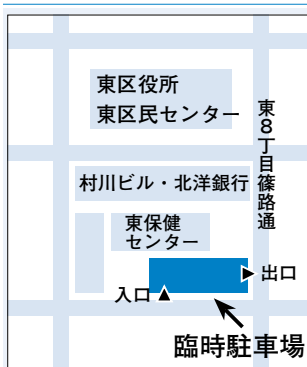 東区役所
東区民センター
東8丁目篠路通
村川ビル・北洋銀行
東保健
センター
出口
入口
臨時駐車場